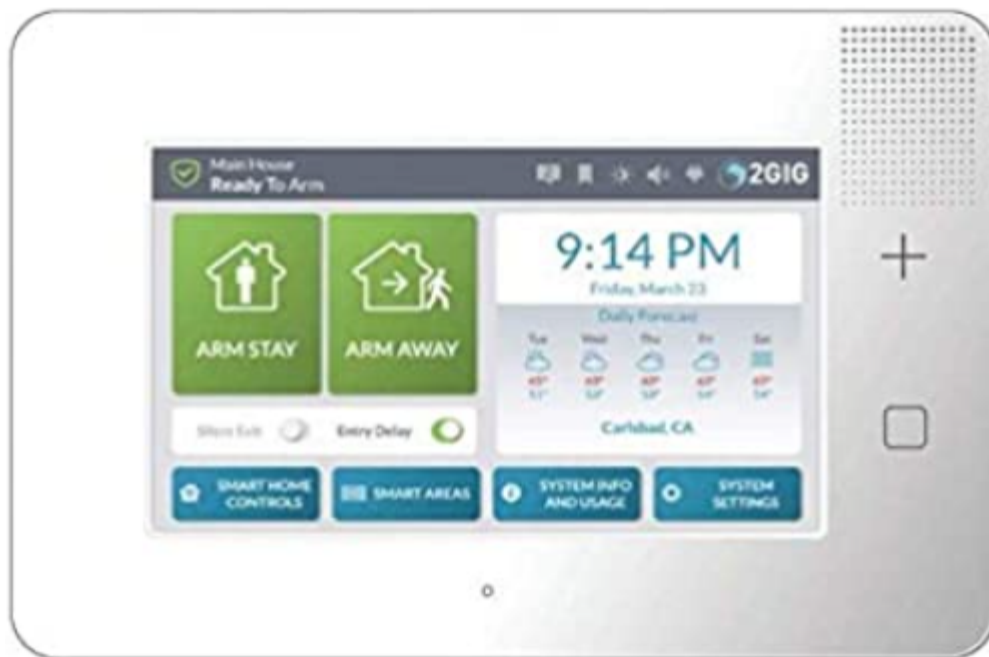 Main House
Ready To Arm
2GIG
ARM STAY
ARM AWAY
9:14 PM
Friday, March 23
Daily Forecast
Tue Wed Thu Fri Sat
Carlsbad, CA
Silent Exit
Entry Delay
SMART HOME
CONTROLS
SMART AREAS
SYSTEM INFO
AND USAGE
SYSTEM
SETTINGS